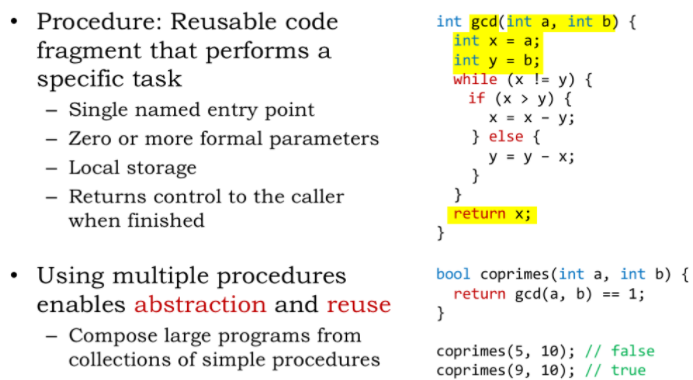 • Procedure: Reusable code
fragment that performs a
specific task
– Single named entry point
– Zero or more formal parameters
– Local storage
– Returns control to the caller
when finished
• Using multiple procedures
enables abstraction and reuse
– Compose large programs from
collections of simple procedures
int gcd(int a, int b) {
int x = a;
int y = b;
while (x != y) {
if (x > y) {
x = x - y;
} else {
y = y - x;
}
}
return x;
}
bool coprimes(int a, int b) {
return gcd(a, b) == 1;
}
coprimes(5, 10); // false
coprimes(9, 10); // true